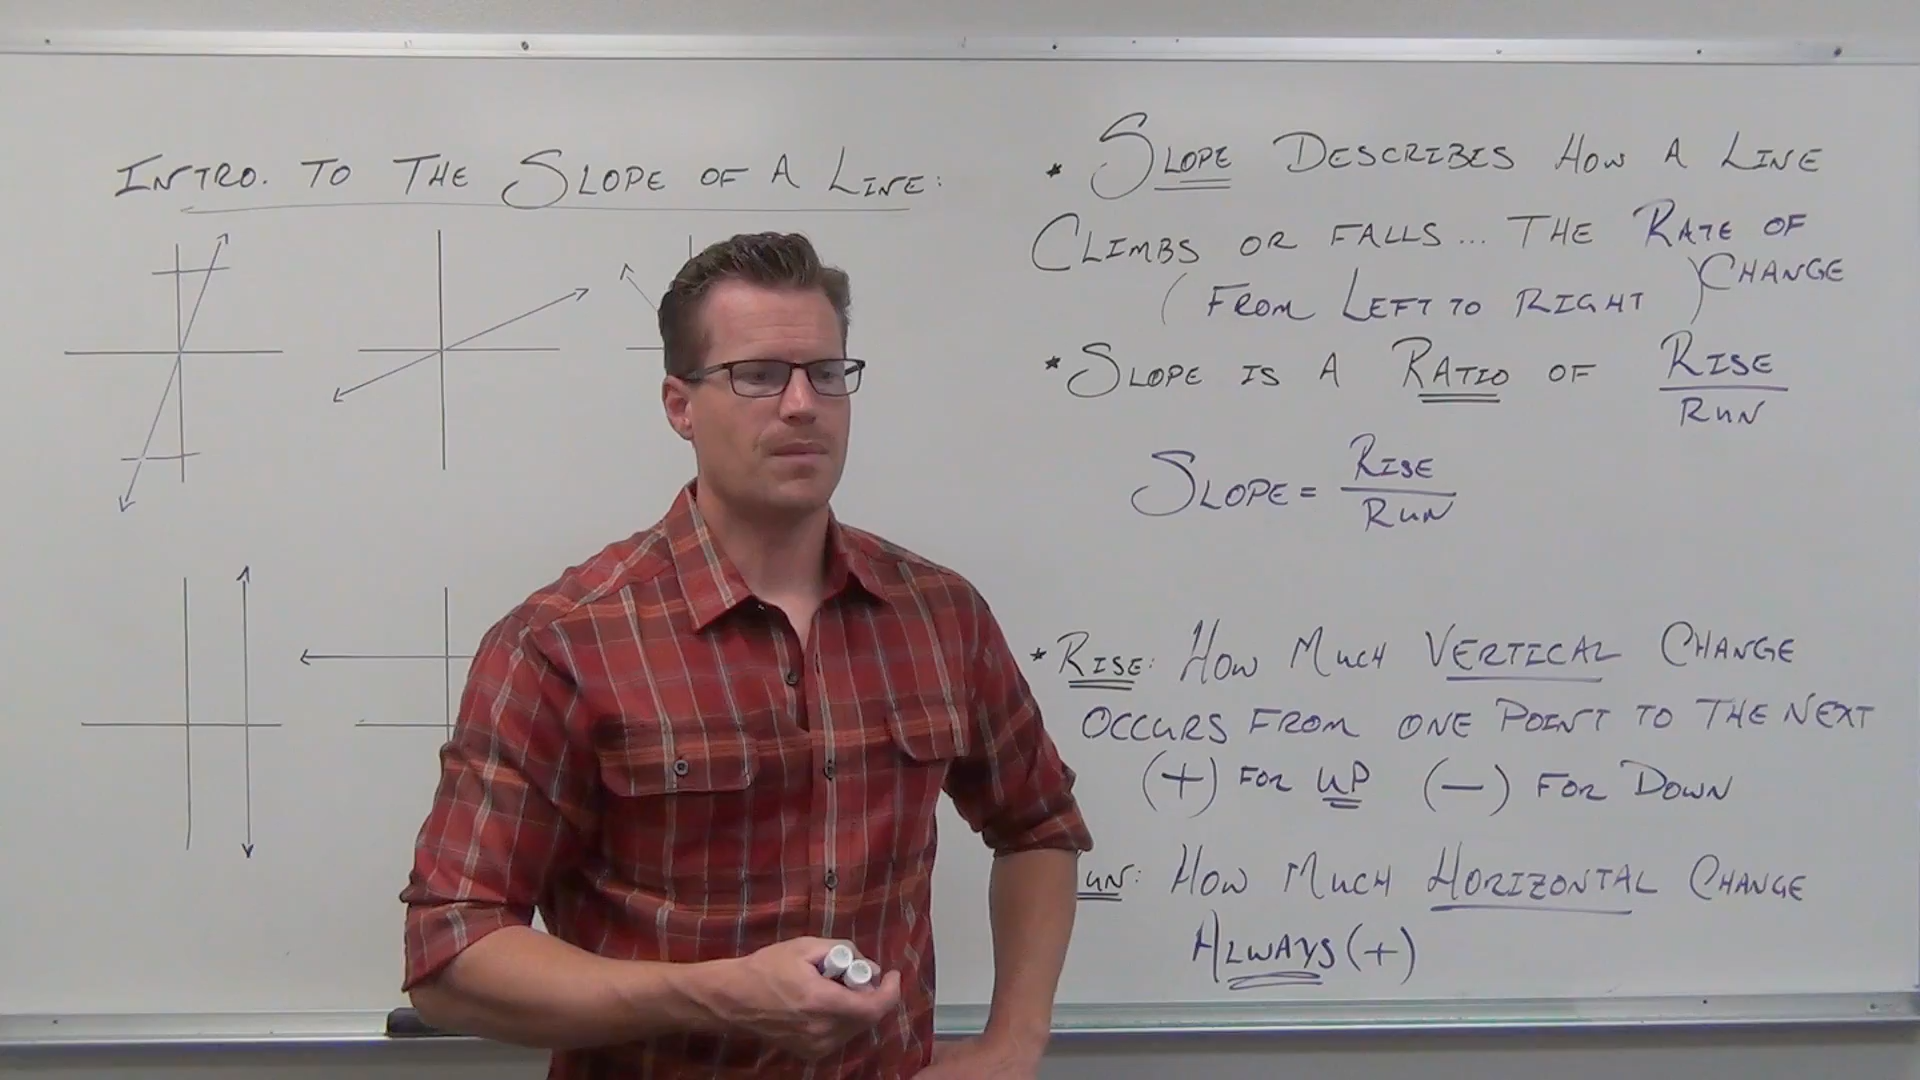 INTRO. TO THE SLOPE OF A LINE:
* SLOPE DESCRIBES HOW A LINE
CLIMBS OR FALLS... THE RATE OF
CHANGE
(FROM LEFT TO RIGHT)
* SLOPE IS A RATIO OF RISE
RUN
SLOPE = RISE
RUN
* RISE: HOW MUCH VERTICAL CHANGE
OCCURS FROM ONE POINT TO THE NEXT
(+) FOR UP (-) FOR DOWN
UN: HOW MUCH HORIZONTAL CHANGE
ALWAYS (+)